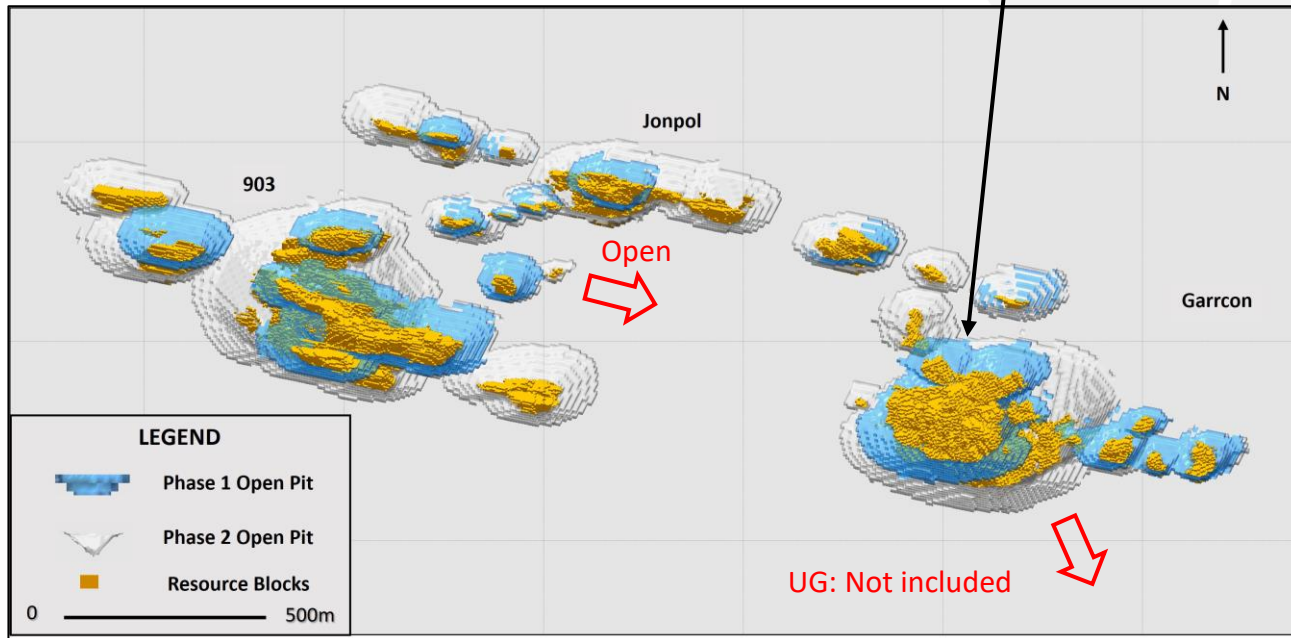 N
Jonpol
903
Open
Garrcon
LEGEND
Phase 1 Open Pit
Phase 2 Open Pit
Resource Blocks
0 500m
UG: Not included